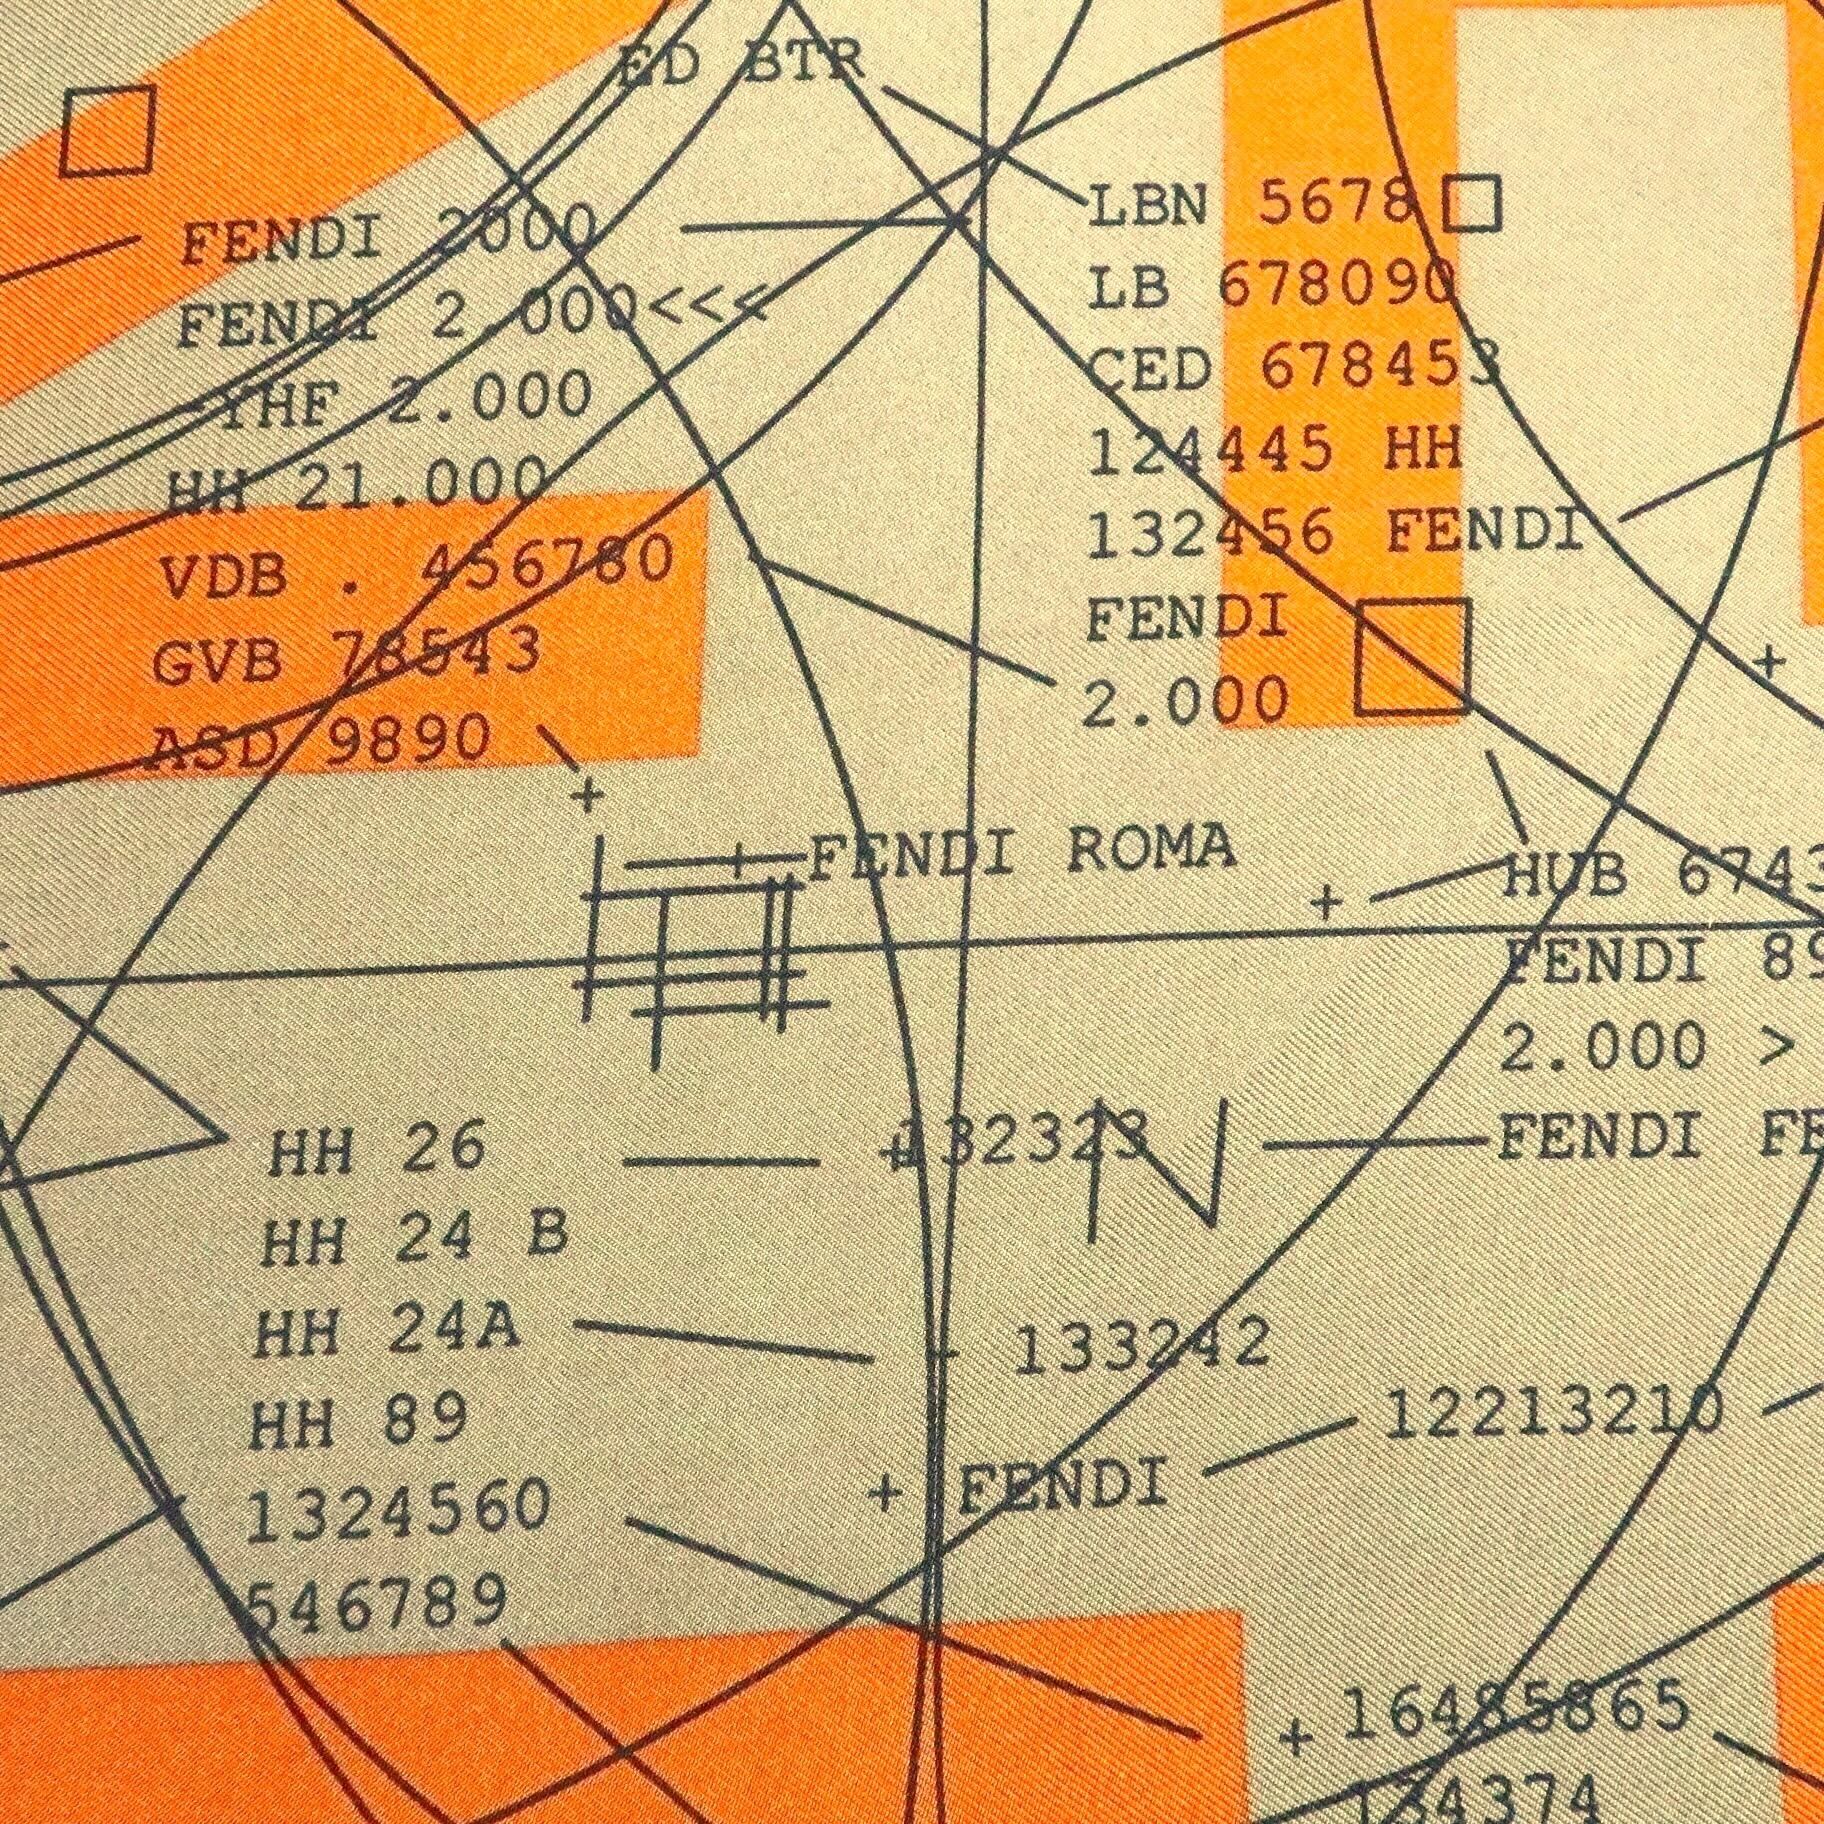 ED BTR
FENDI 2000
FENDI 2.000<<<
YHF 2.000
HH 21.000
VDB . 456780
GVB 78543
ASD 9890
+
LBN 5678
LB 678090
CED 678453
124445 HH
132456 FENDI
FENDI
2.000
+
+FENDI ROMA
+
HUB 6743
FENDI 89
2.000 >
FENDI FE
HH 26
HH 24 B
HH 24A
HH 89
1324560
546789
+132323
N
133242
+ FENDI
12213210
+ 16485865
134374